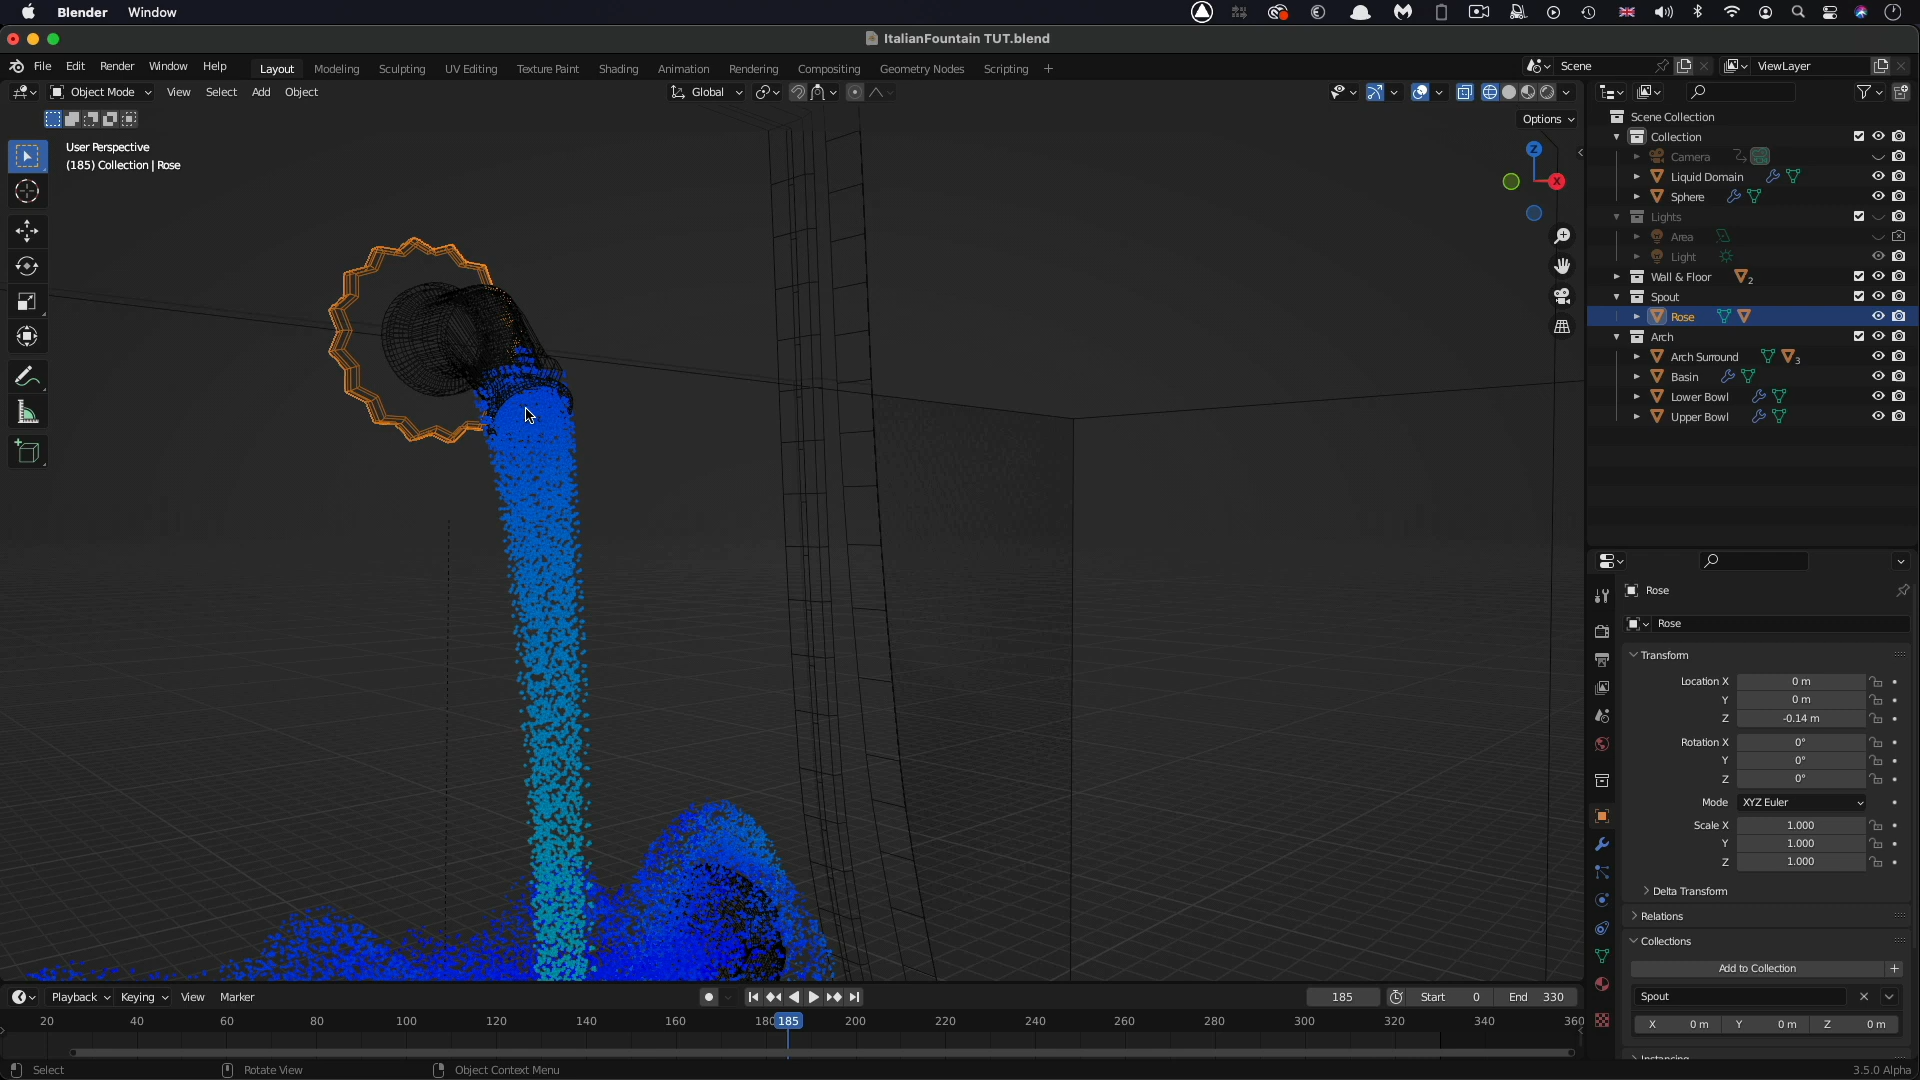 Blender Window
ItalianFountain TUT.blend
File Edit Render Window Help Layout Modeling Sculpting UV Editing Texture Paint Shading Animation Rendering Compositing Geometry Nodes Scripting + Scene ViewLayer
Object Mode View Select Add Object Global
Options
User Perspective
(185) Collection | Rose
Z
X
Scene Collection
Collection
Camera
Liquid Domain
Sphere
Lights
Area
Light
Wall & Floor 2
Spout
Rose
Arch
Arch Surround 3
Basin
Lower Bowl
Upper Bowl
Rose
Rose
Transform
Location X 0 m
Y 0 m
Z -0.14 m
Rotation X 0°
Y 0°
Z 0°
Mode XYZ Euler
Scale X 1.000
Y 1.000
Z 1.000
Delta Transform
Relations
Collections
Add to Collection +
Spout
X 0 m Y 0 m Z 0 m
Instancing
Playback Keying View Marker 185 Start 0 End 330
20 40 60 80 100 120 140 160 180 185 200 220 240 260 280 300 320 340 360
Select Rotate View Object Context Menu 3.5.0 Alpha